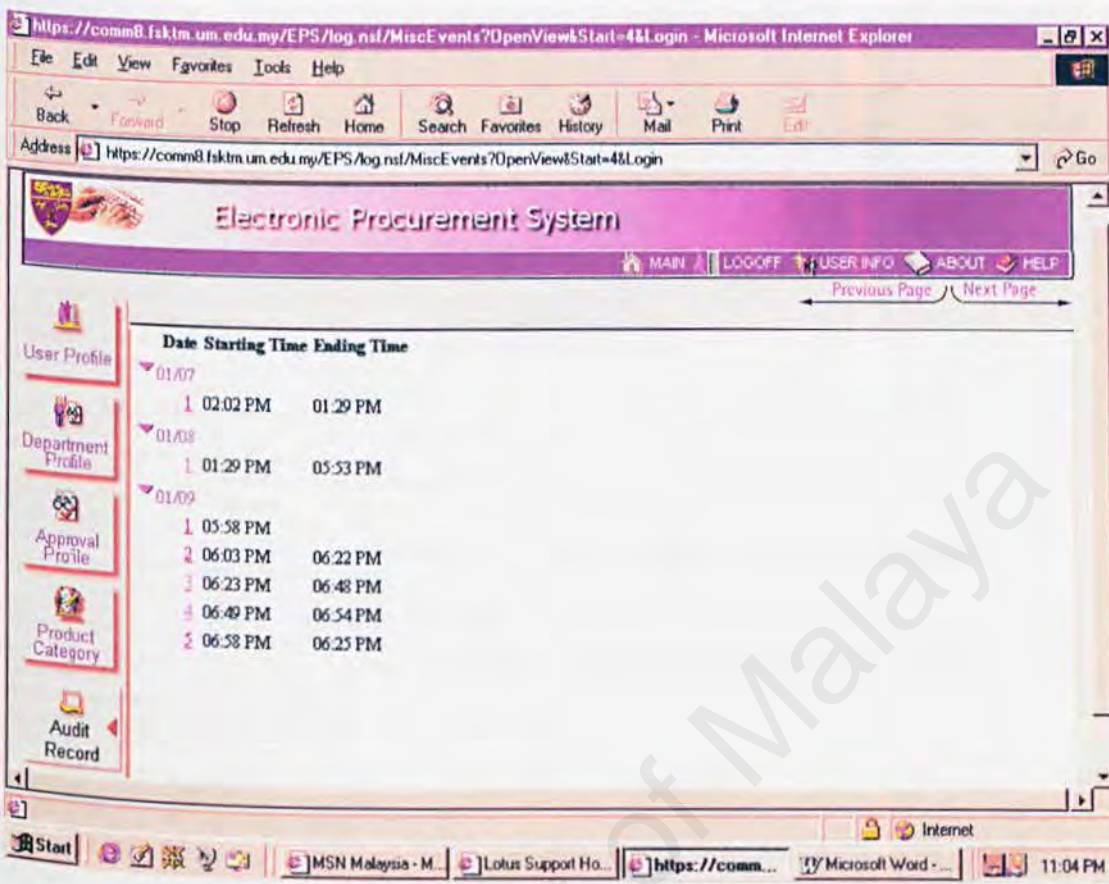 https://comm8.fsktm.um.edu.my/EPS/log.nsf/MiscEvents?OpenView&Start=4&Login - Microsoft Internet Explorer
File Edit View Favorites Tools Help
Back Forward Stop Refresh Home Search Favorites History Mail Print Edit
Address https://comm8.fsktm.um.edu.my/EPS/log.nsf/MiscEvents?OpenView&Start=4&Login Go
Electronic Procurement System
MAIN LOGOFF USER INFO ABOUT HELP
Previous Page Next Page
User Profile
Department Profile
Approval Profile
Product Category
Audit Record
Date Starting Time Ending Time
01/07
1 02:02 PM 01:29 PM
01/08
1 01:29 PM 05:53 PM
01/09
1 05:58 PM
2 06:03 PM 06:22 PM
3 06:23 PM 06:48 PM
4 06:49 PM 06:54 PM
5 06:58 PM 06:25 PM
of Malaya
Internet
Start MSN Malaysia - M... Lotus Support Ho... https://comm... Microsoft Word - ... 11:04 PM